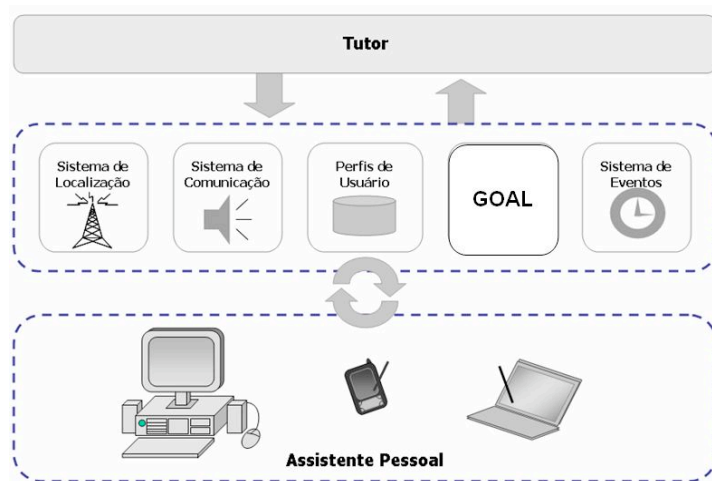 Tutor
Sistema de
Localização
Sistema de
Comunicação
Perfis de
Usuário
GOAL
Sistema de
Eventos
Assistente Pessoal